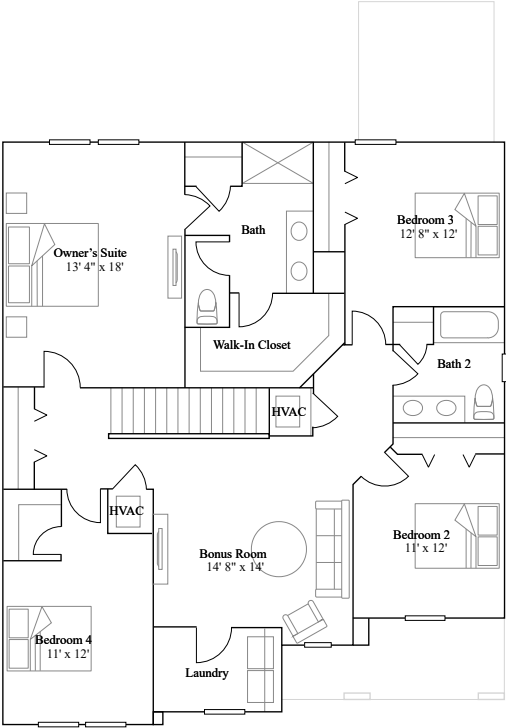 Bedroom 3
12' 8" x 12'
Bath
Owner's Suite
13' 4" x 18'
Walk-In Closet
Bath 2
HVAC
HVAC
Bedroom 2
11' x 12'
Bonus Room
14' 8" x 14'
Bedroom 4
11' x 12'
Laundry